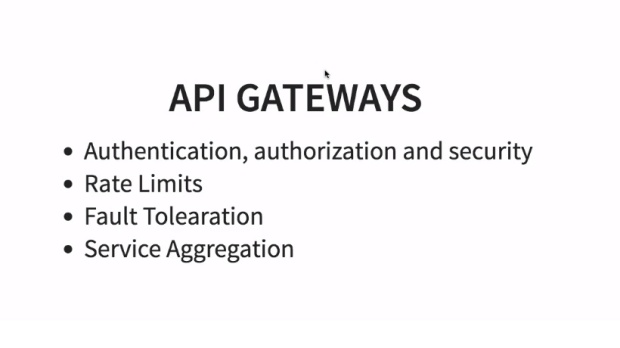 API GATEWAYS
• Authentication, authorization and security
• Rate Limits
• Fault Tolearation
• Service Aggregation